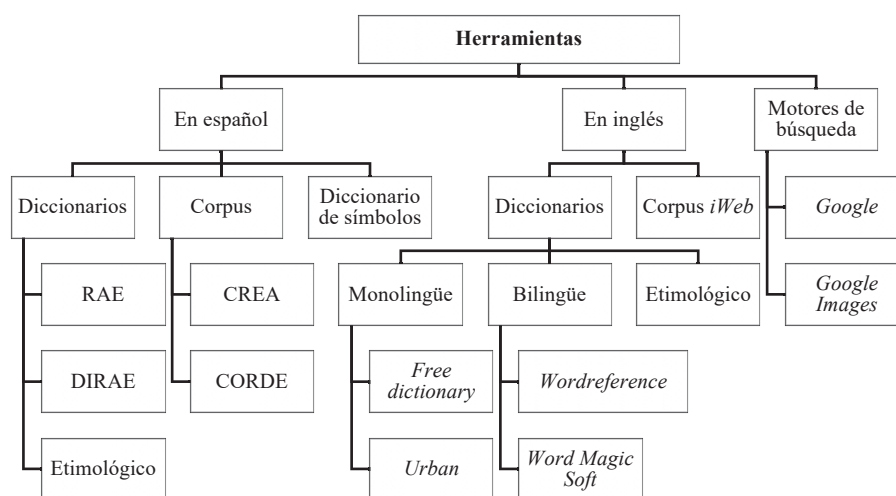 Herramientas
En español
En inglés
Motores de
búsqueda
Diccionarios
Corpus
Diccionario
de símbolos
Diccionarios
Corpus iWeb
Google
RAE
CREA
Monolingüe
Bilingüe
Etimológico
Google
Images
DIRAE
CORDE
Free
dictionary
Wordreference
Etimológico
Urban
Word Magic
Soft